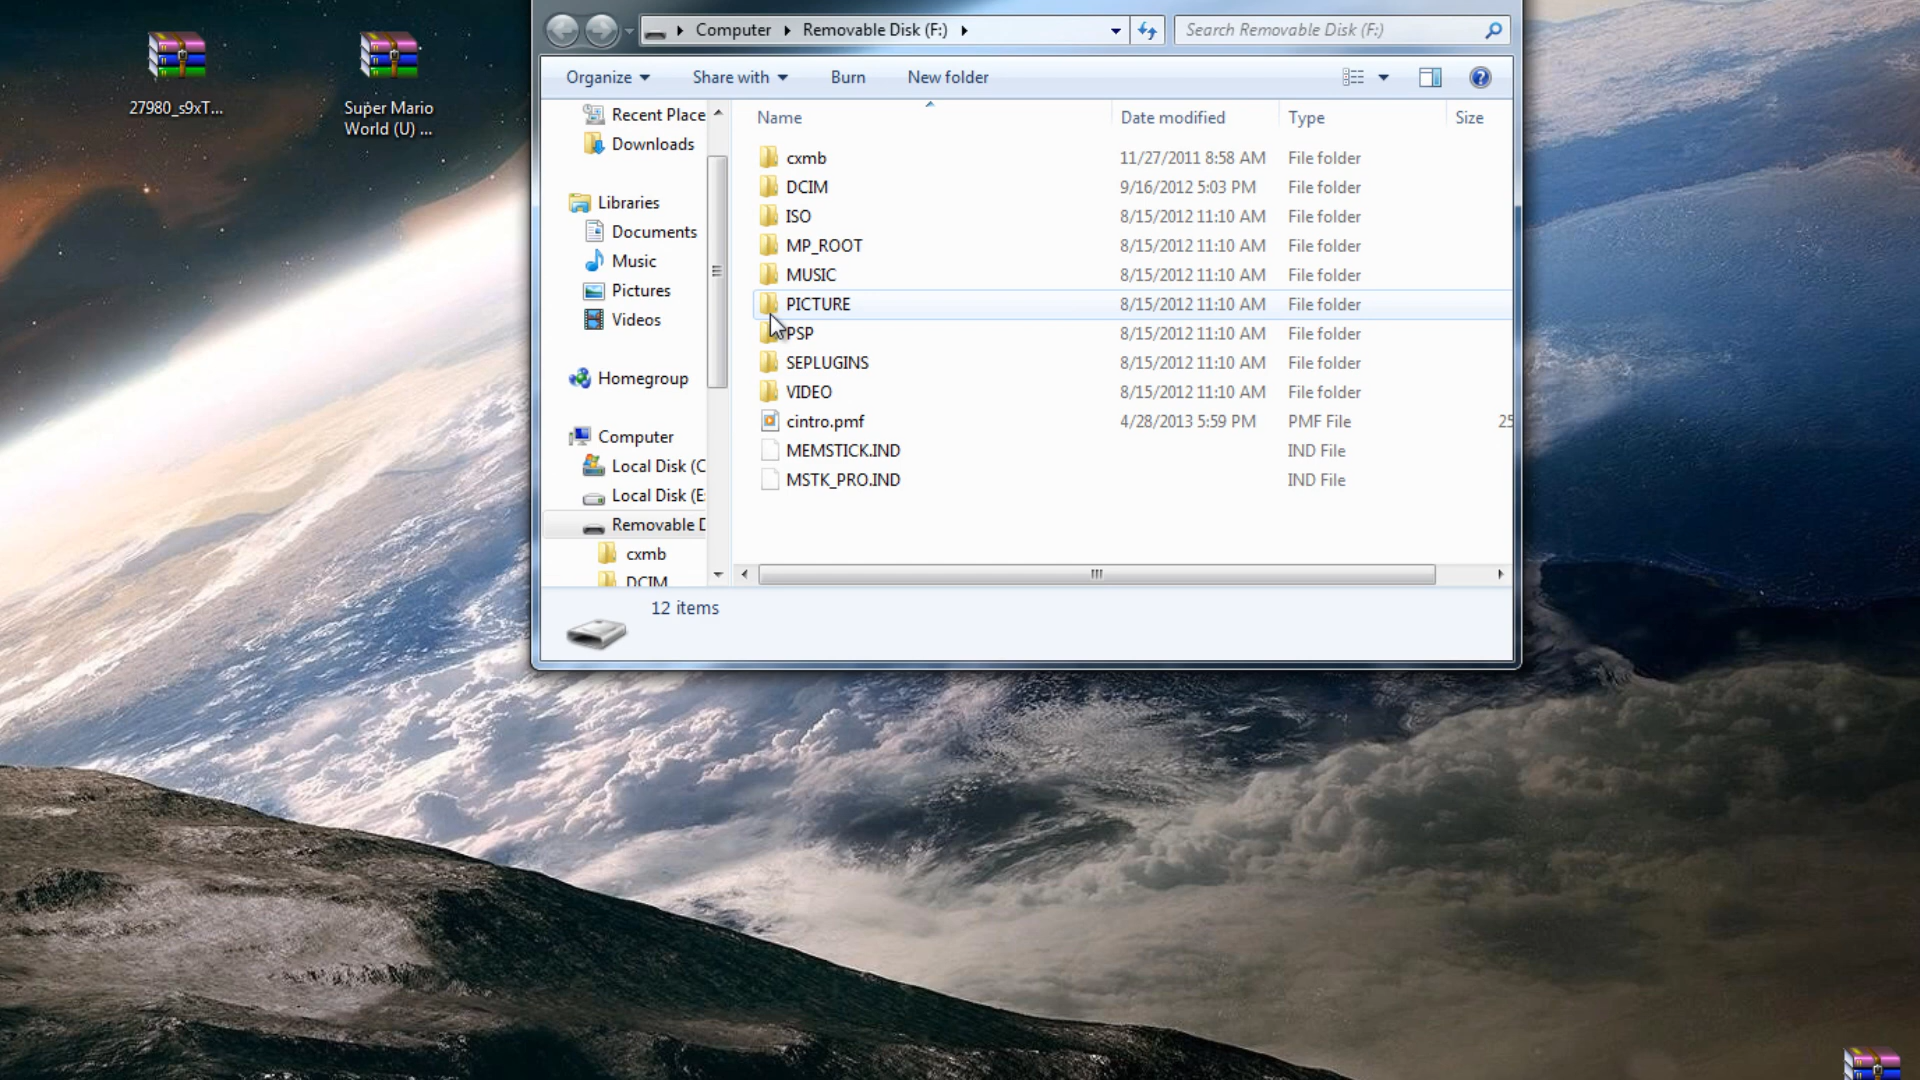 27980_s9xT...
Super Mario
World (U) ...
Computer
Removable Disk (F:)
Search Removable Disk (F:)
Organize
Share with
Burn
New folder
Recent Place
Downloads
Libraries
Documents
Music
Pictures
Videos
Homegroup
Computer
Local Disk (C
Local Disk (E:
Removable D
cxmb
DCIM
Name Date modified Type Size
cxmb 11/27/2011 8:58 AM File folder
DCIM 9/16/2012 5:03 PM File folder
ISO 8/15/2012 11:10 AM File folder
MP_ROOT 8/15/2012 11:10 AM File folder
MUSIC 8/15/2012 11:10 AM File folder
PICTURE 8/15/2012 11:10 AM File folder
PSP 8/15/2012 11:10 AM File folder
SEPLUGINS 8/15/2012 11:10 AM File folder
VIDEO 8/15/2012 11:10 AM File folder
cintro.pmf 4/28/2013 5:59 PM PMF File 25
MEMSTICK.IND IND File
MSTK_PRO.IND IND File
12 items